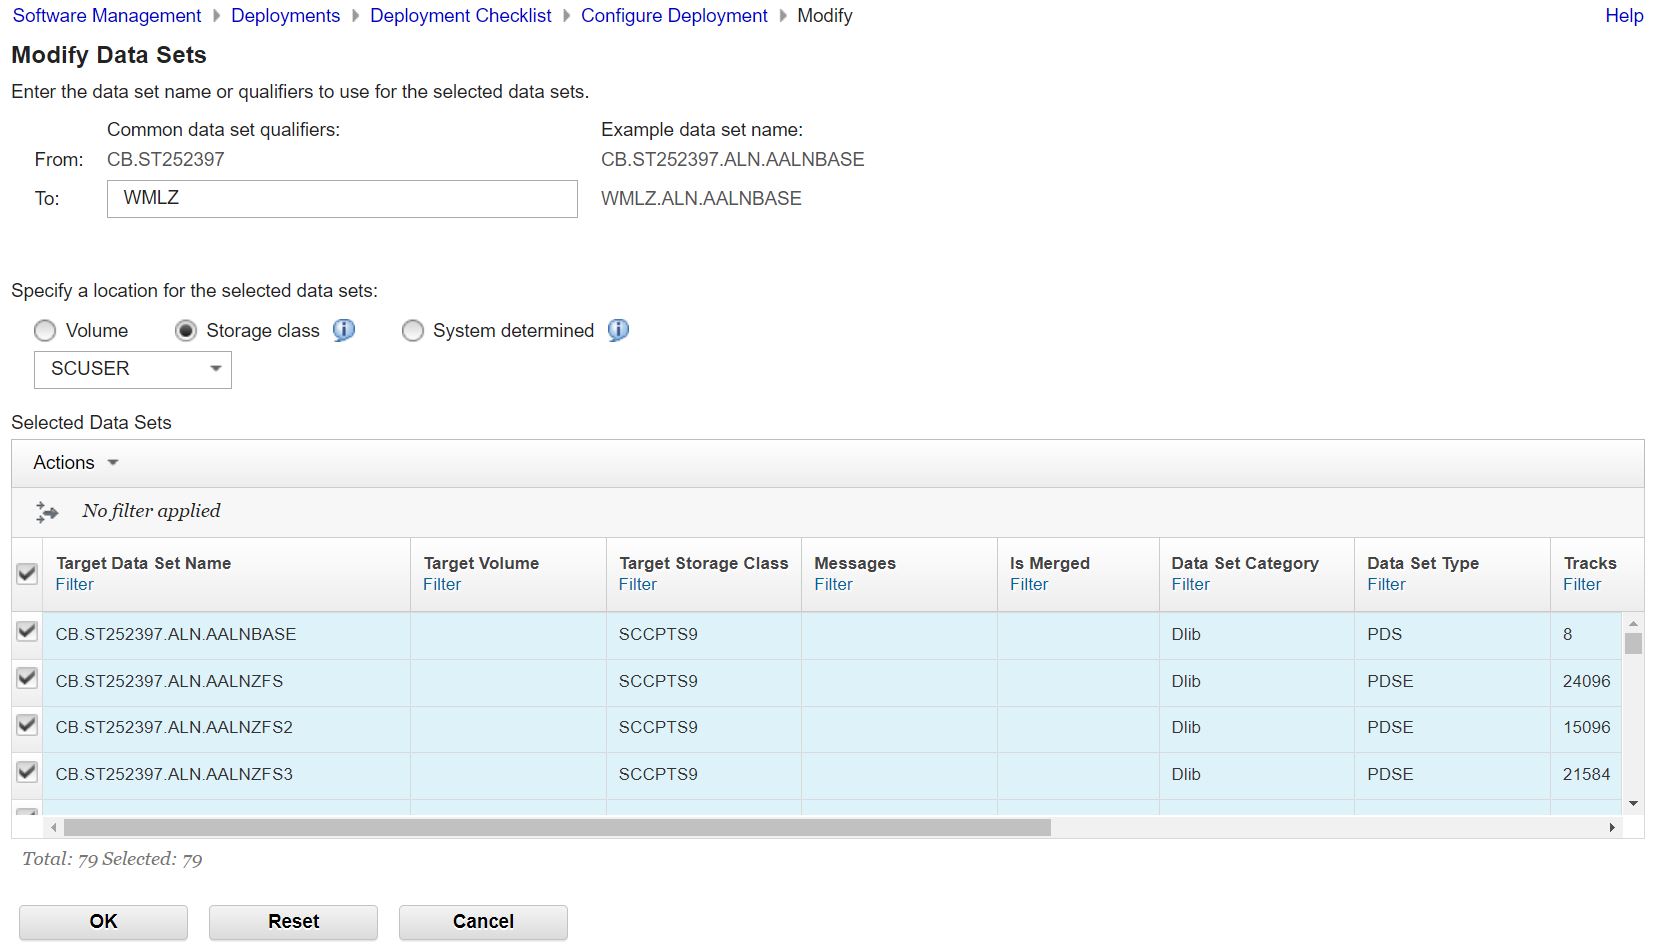 Software Management Deployments Deployment Checklist Configure Deployment Modify Help
Modify Data Sets
Enter the data set name or qualifiers to use for the selected data sets.
Common data set qualifiers: Example data set name:
From: CB.ST252397 CB.ST252397.ALN.AALNBASE
To: WMLZ WMLZ.ALN.AALNBASE
Specify a location for the selected data sets:
Volume Storage class i System determined i
SCUSER
Selected Data Sets
Actions
No filter applied
Target Data Set Name Target Volume Target Storage Class Messages Is Merged Data Set Category Data Set Type Tracks
Filter Filter Filter Filter Filter Filter Filter Filter
CB.ST252397.ALN.AALNBASE SCCPTS9 Dlib PDS 8
CB.ST252397.ALN.AALNZFS SCCPTS9 Dlib PDSE 24096
CB.ST252397.ALN.AALNZFS2 SCCPTS9 Dlib PDSE 15096
CB.ST252397.ALN.AALNZFS3 SCCPTS9 Dlib PDSE 21584
Total: 79 Selected: 79
OK Reset Cancel